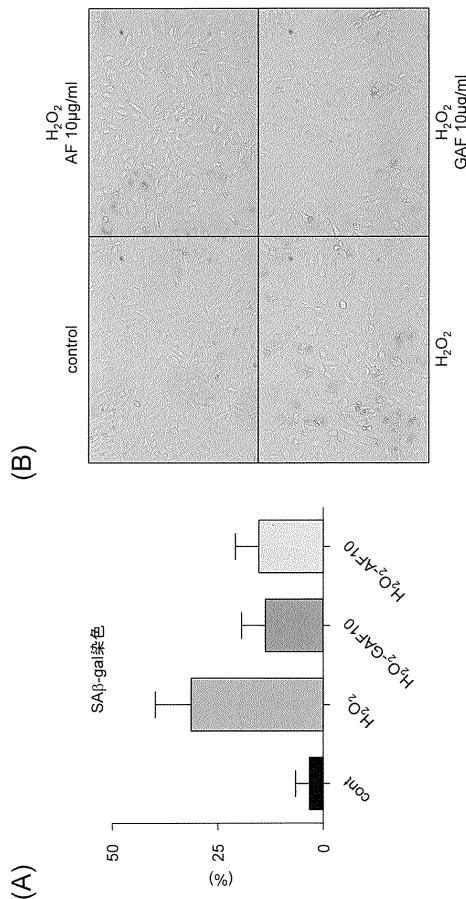 (A)
SAβ-gal染色
50
25
0
(%)
cont
H₂O₂
H₂O₂-GAF10
H₂O₂-AF10
(B)
control
H₂O₂
AF 10μg/ml
H₂O₂
H₂O₂
GAF 10μg/ml